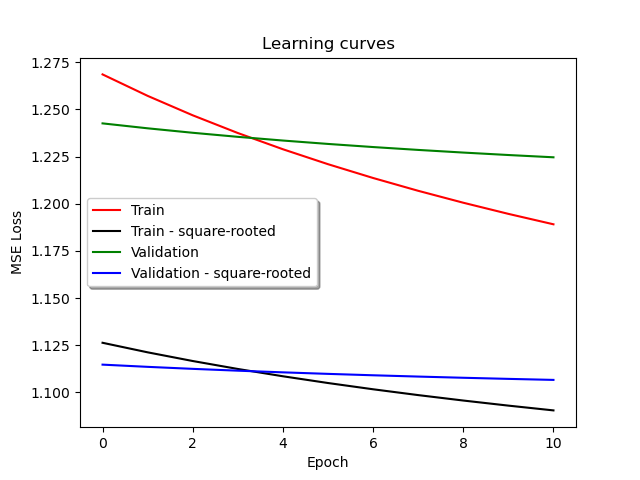 Learning curves
1.275
1.250
1.225
1.200
1.175
1.150
1.125
1.100
MSE Loss
Train
Train - square-rooted
Validation
Validation - square-rooted
0 2 4 6 8 10
Epoch